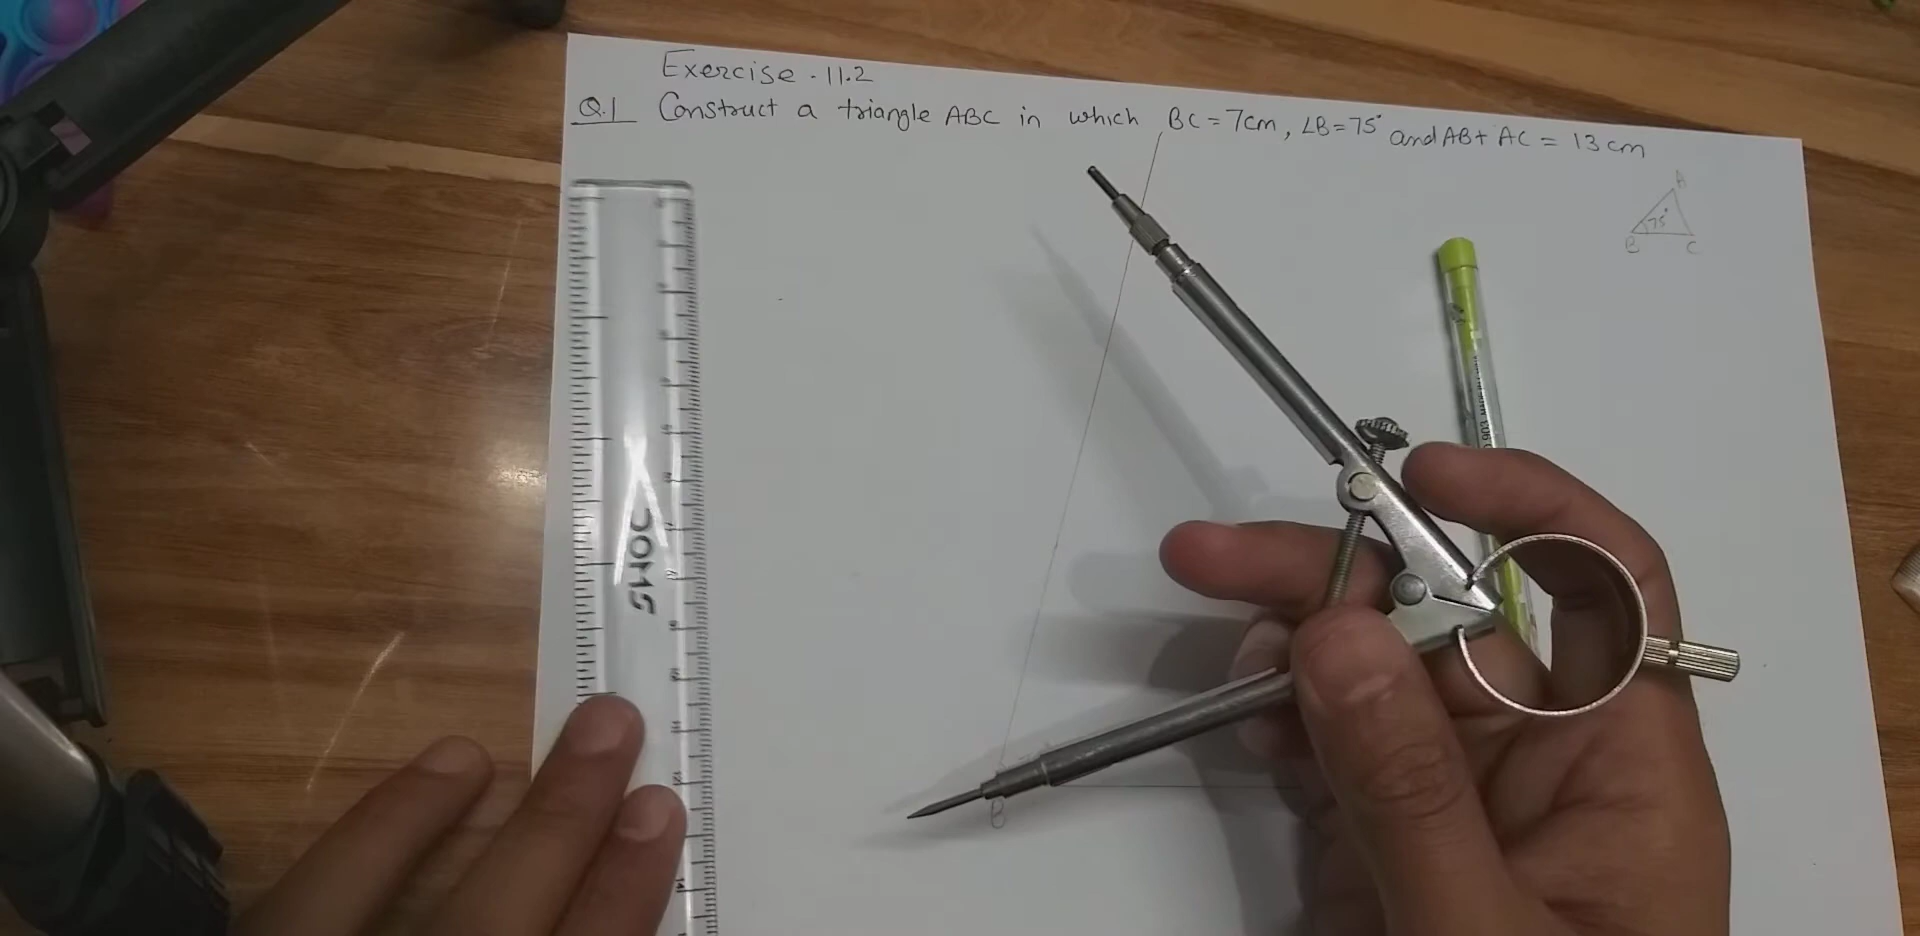 Exercise - 11.2
Q.1 Construct a triangle ABC in which BC = 7cm, ∠B=75° and AB + AC = 13 cm
A
75°
B C
DOMS
B